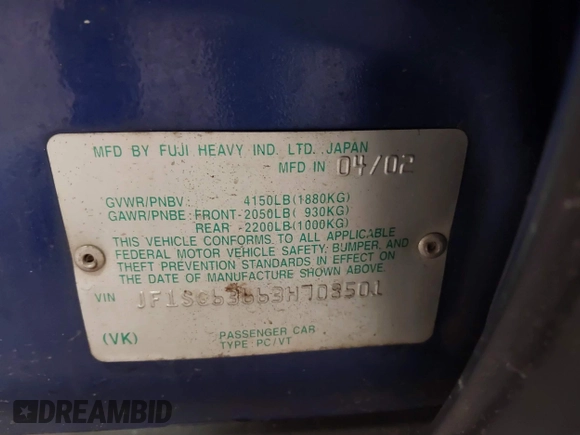 MFD BY FUJI HEAVY IND. LTD. JAPAN
MFD IN 04/02
GVWR/PNBV: 4150LB(1880KG)
GAWR/PNBE: FRONT-2050LB( 930KG)
REAR -2200LB(1000KG)
THIS VEHICLE CONFORMS TO ALL APPLICABLE
FEDERAL MOTOR VEHICLE SAFETY, BUMPER, AND
THEFT PREVENTION STANDARDS IN EFFECT ON
THE DATE OF MANUFACTURE SHOWN ABOVE.
VIN
(VK)
PASSENGER CAR
TYPE: PC/VT
DREAMBID